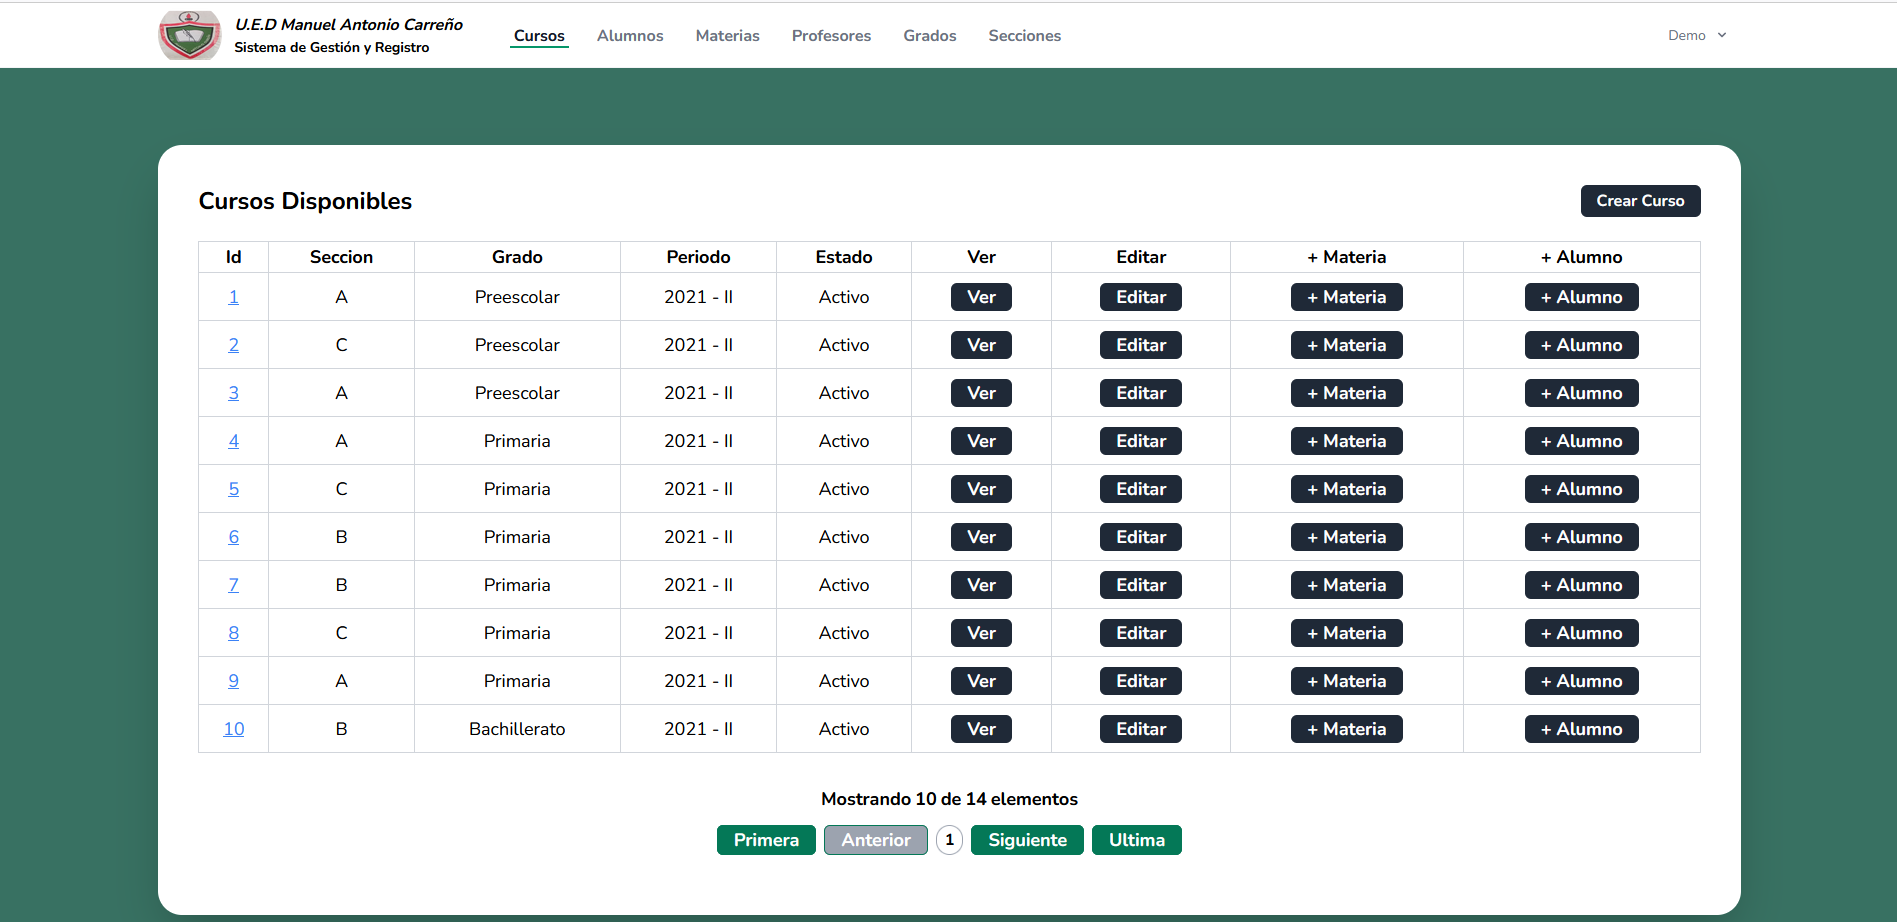 U.E.D Manuel Antonio Carreño
Sistema de Gestión y Registro
Cursos Alumnos Materias Profesores Grados Secciones Demo
Cursos Disponibles Crear Curso
Id Seccion Grado Periodo Estado Ver Editar + Materia + Alumno
1 A Preescolar 2021 - II Activo Ver Editar + Materia + Alumno
2 C Preescolar 2021 - II Activo Ver Editar + Materia + Alumno
3 A Preescolar 2021 - II Activo Ver Editar + Materia + Alumno
4 A Primaria 2021 - II Activo Ver Editar + Materia + Alumno
5 C Primaria 2021 - II Activo Ver Editar + Materia + Alumno
6 B Primaria 2021 - II Activo Ver Editar + Materia + Alumno
7 B Primaria 2021 - II Activo Ver Editar + Materia + Alumno
8 C Primaria 2021 - II Activo Ver Editar + Materia + Alumno
9 A Primaria 2021 - II Activo Ver Editar + Materia + Alumno
10 B Bachillerato 2021 - II Activo Ver Editar + Materia + Alumno
Mostrando 10 de 14 elementos
Primera Anterior 1 Siguiente Ultima